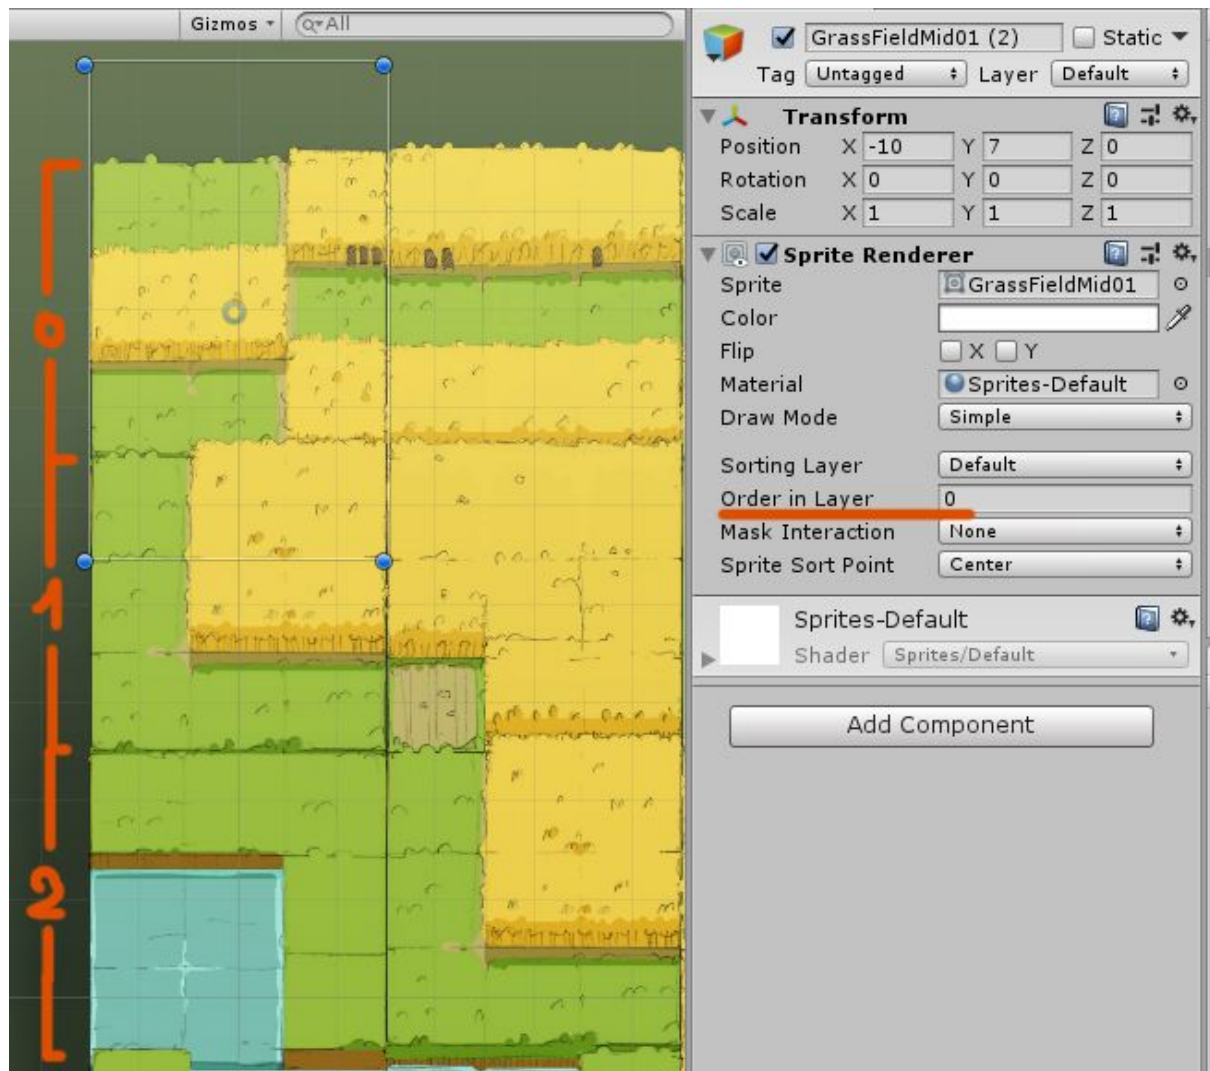 Gizmos All
0
1
2
GrassFieldMid01 (2) Static
Tag Untagged Layer Default
Transform
Position X -10 Y 7 Z 0
Rotation X 0 Y 0 Z 0
Scale X 1 Y 1 Z 1
Sprite Renderer
Sprite GrassFieldMid01
Color
Flip X Y
Material Sprites-Default
Draw Mode Simple
Sorting Layer Default
Order in Layer 0
Mask Interaction None
Sprite Sort Point Center
Sprites-Default
Shader Sprites/Default
Add Component